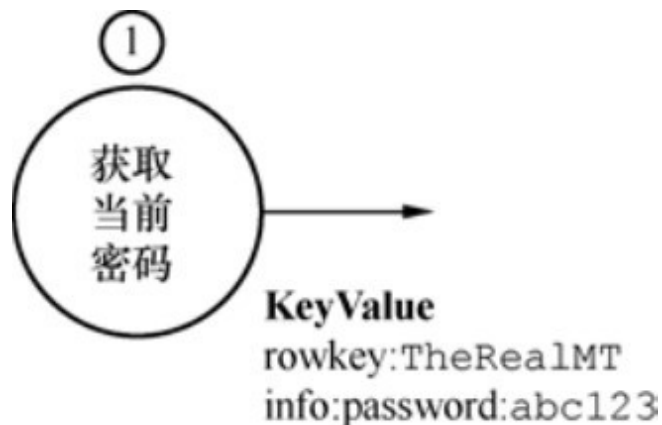 1
获取
当前
密码
KeyValue
rowkey:TheRealMT
info:password:abc123